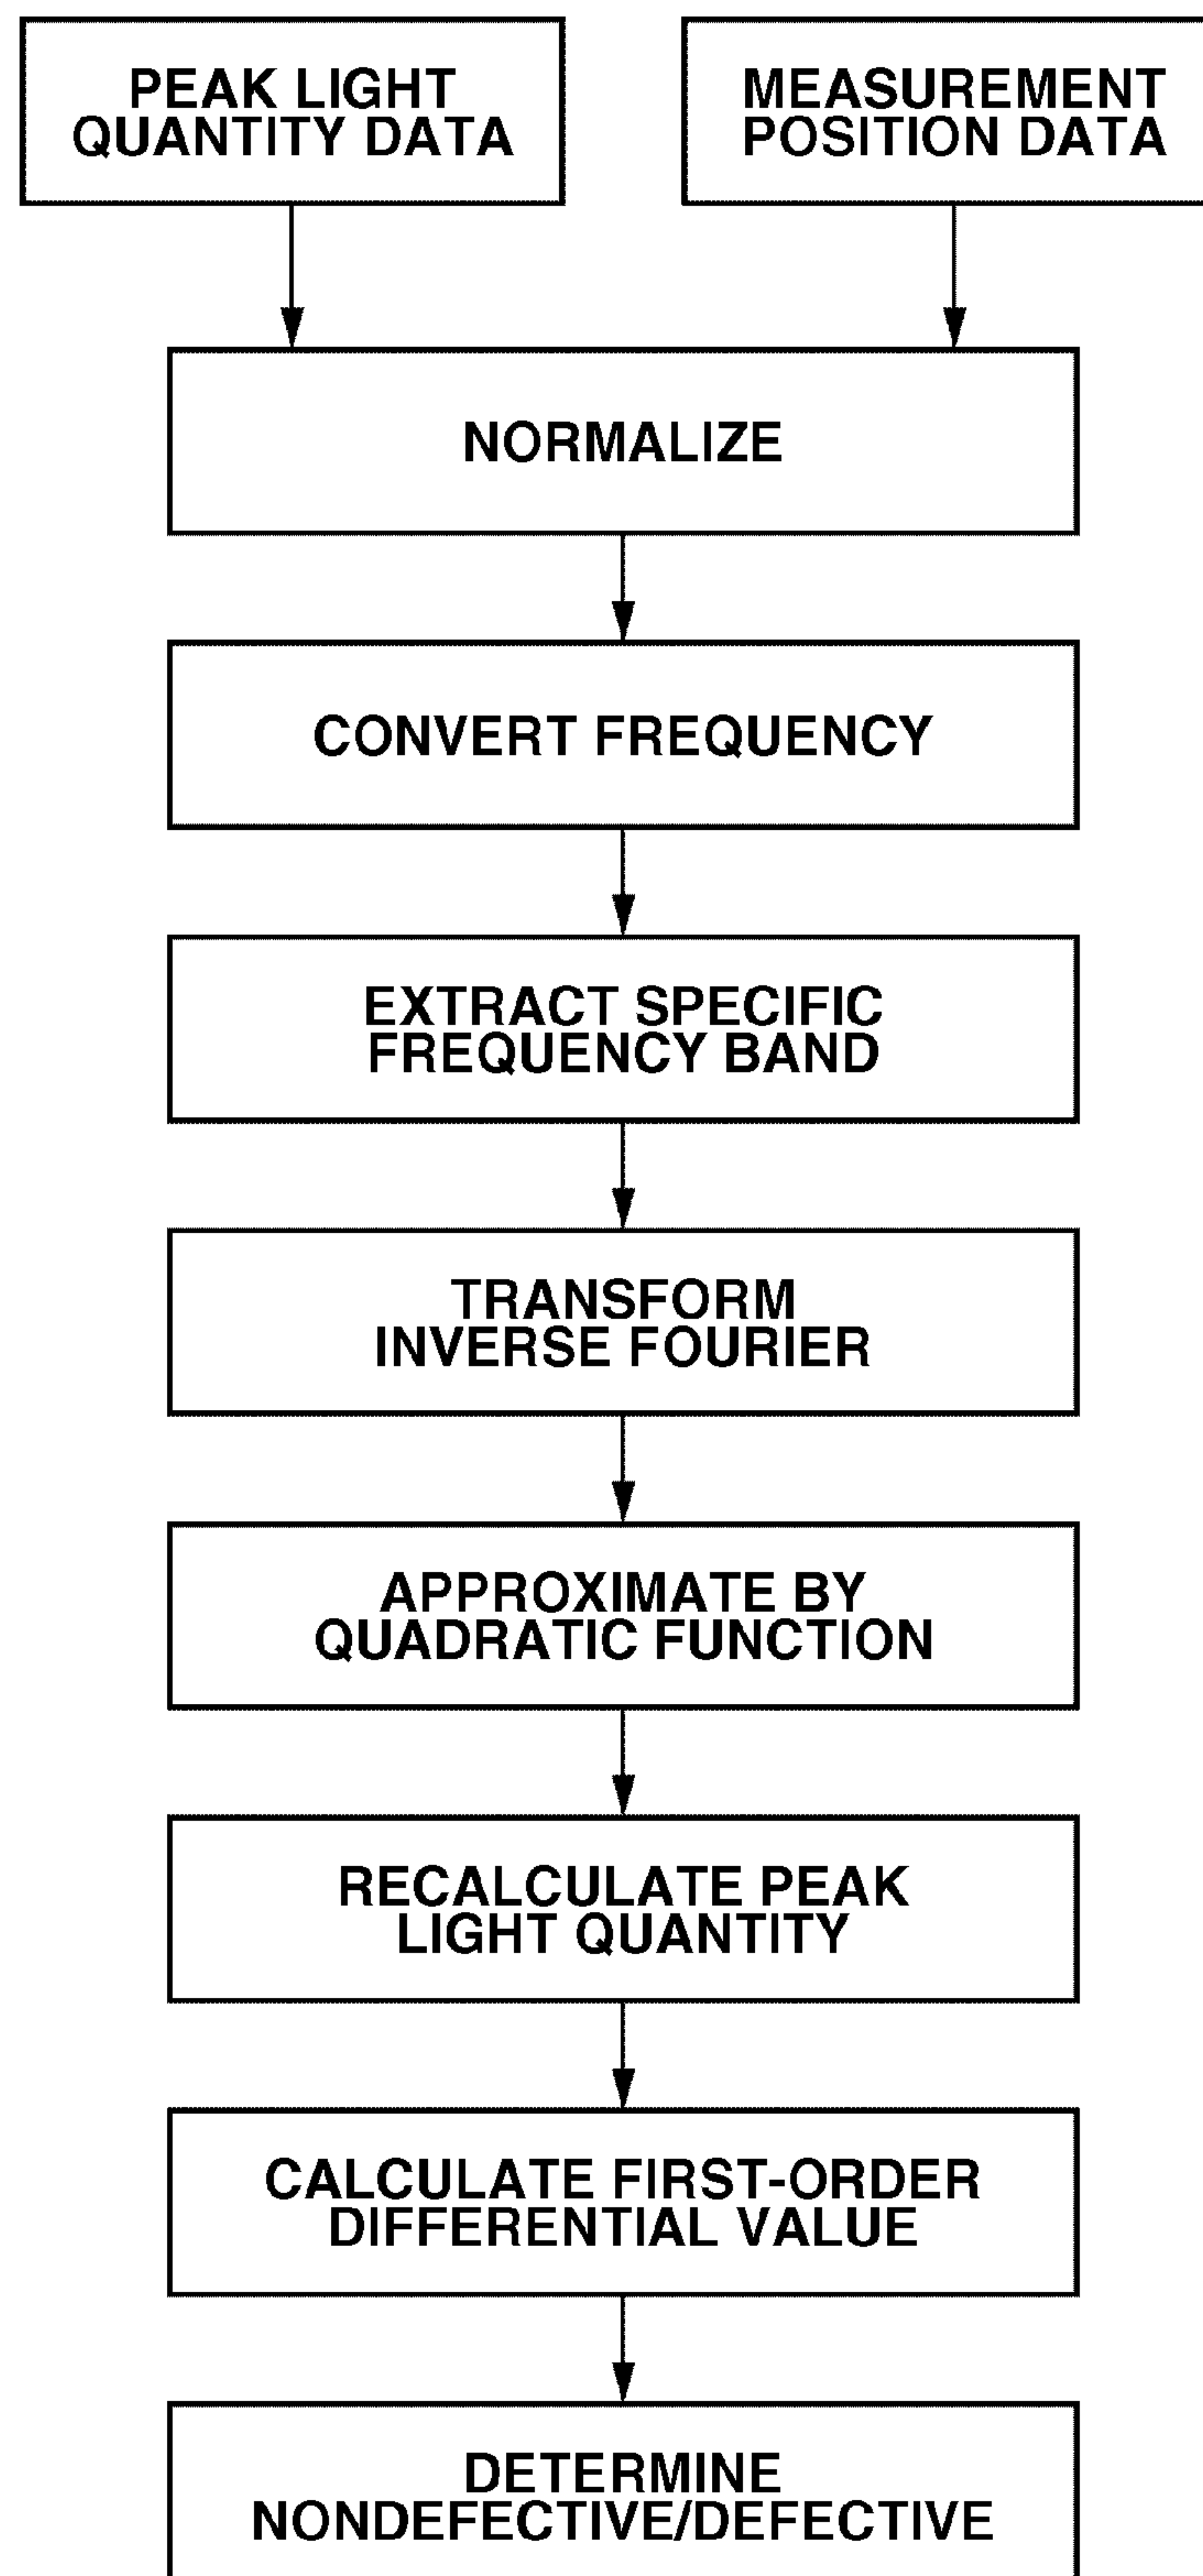 PEAK LIGHT
QUANTITY DATA
MEASUREMENT
POSITION DATA
NORMALIZE
CONVERT FREQUENCY
EXTRACT SPECIFIC
FREQUENCY BAND
TRANSFORM
INVERSE FOURIER
APPROXIMATE BY
QUADRATIC FUNCTION
RECALCULATE PEAK
LIGHT QUANTITY
CALCULATE FIRST-ORDER
DIFFERENTIAL VALUE
DETERMINE
NONDEFECTIVE/DEFECTIVE